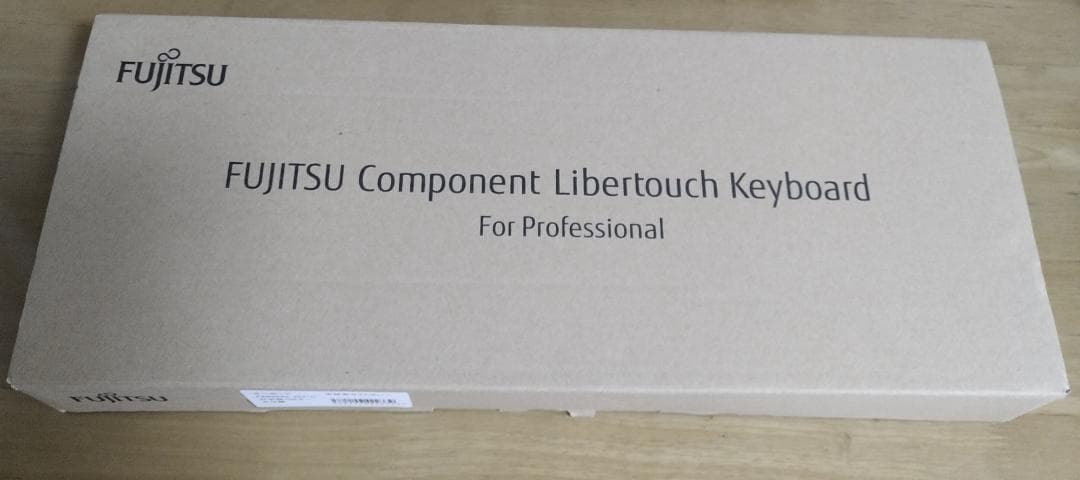 FUJITSU
FUJITSU Component Libertouch Keyboard
For Professional
FUJITSU